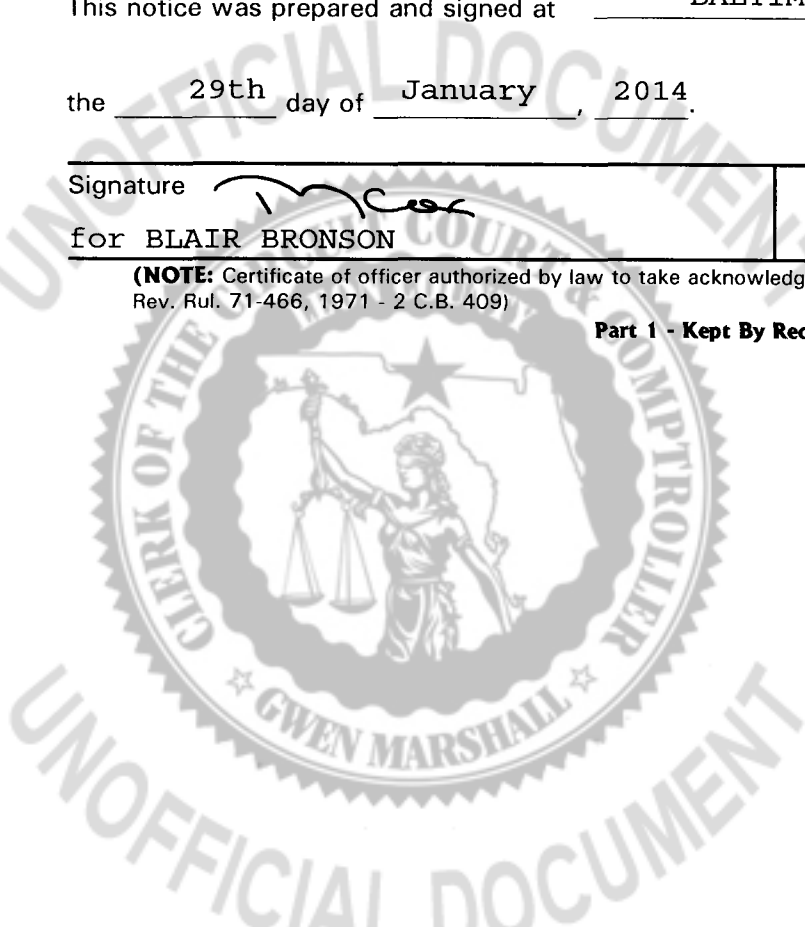 This notice was prepared and signed at
the 29th day of January, 2014.
Signature
for BLAIR BRONSON
(NOTE: Certificate of officer authorized by law to take
Rev. Rul. 71-466, 1971 - 2 C.B. 409)
Part 1 - Kept By
UNOFFICIAL DOCUMENT
CLERK OF THE COURT & COMPTROLLER
GWEN MARSHALL
UNOFFICIAL DOCUMENT